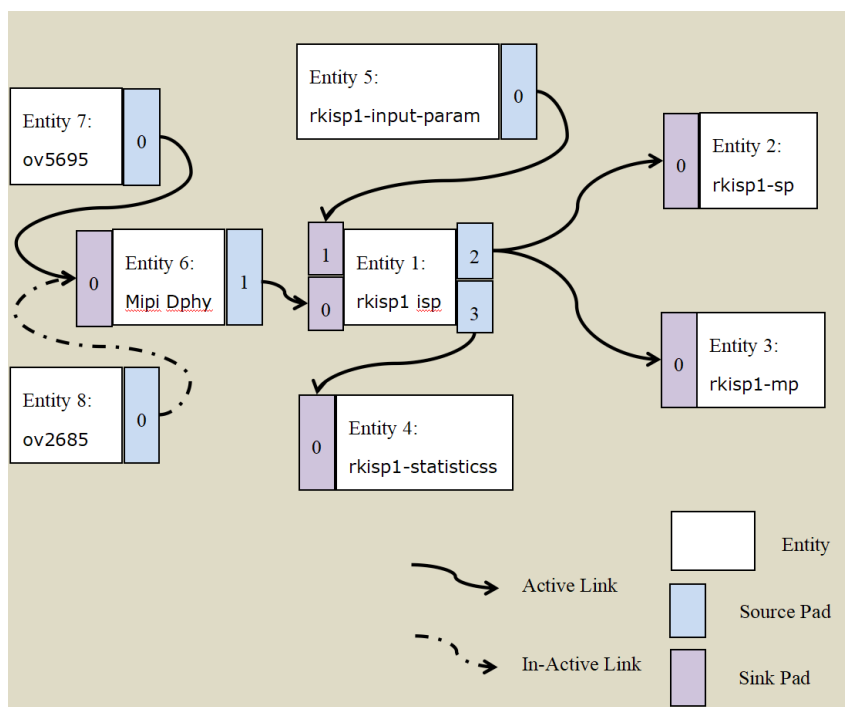 Entity 5:
rkisp1-input-param
0
Entity 7:
ov5695
0
0
Entity 2:
rkisp1-sp
0
Entity 6:
Mipi Dphy
1
1
0
Entity 1:
rkisp1 isp
2
3
0
Entity 3:
rkisp1-mp
Entity 8:
ov2685
0
0
Entity 4:
rkisp1-statisticss
Entity
Active Link
Source Pad
In-Active Link
Sink Pad